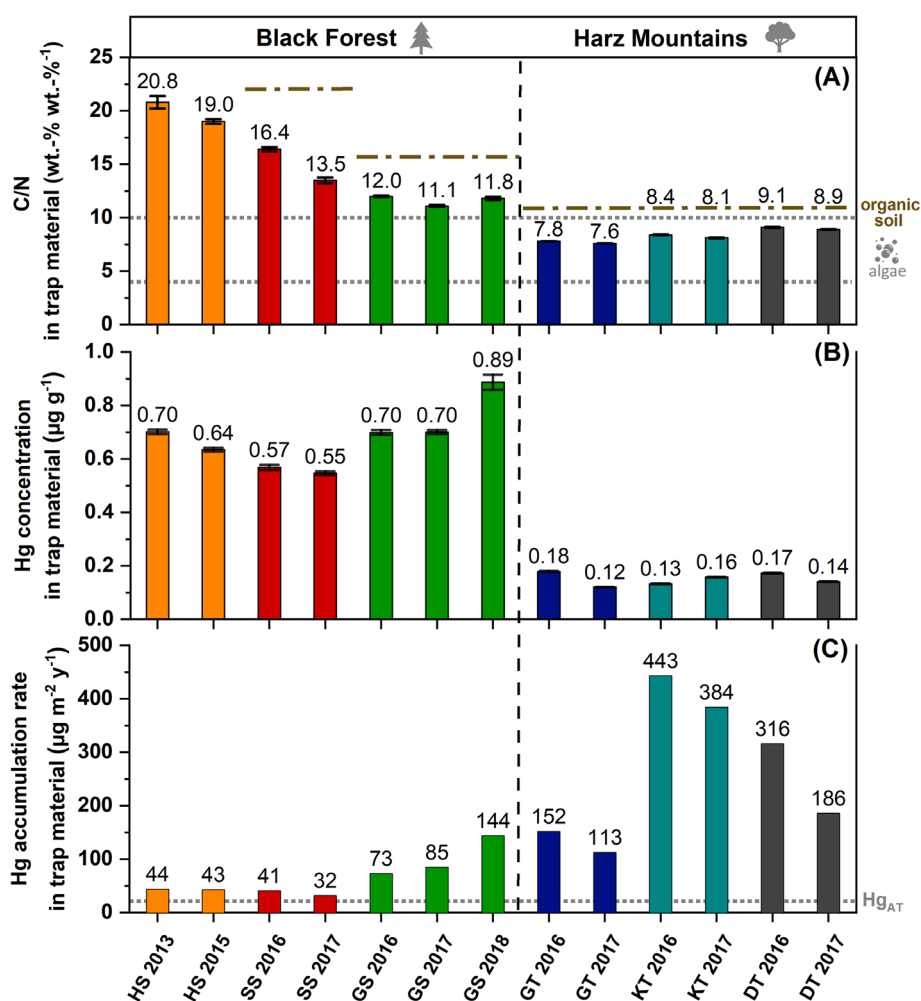 Black Forest
Harz Mountains
(A)
C/N
in trap material (wt.-% wt.-%⁻¹)
25
20
15
10
5
0
20.8
19.0
16.4
13.5
12.0
11.1
11.8
7.8
7.6
8.4
8.1
9.1
8.9
organic
soil
algae
(B)
Hg concentration
in trap material (µg g⁻¹)
1.0
0.8
0.6
0.4
0.2
0.0
0.70
0.64
0.57
0.55
0.70
0.70
0.89
0.18
0.12
0.13
0.16
0.17
0.14
(C)
Hg accumulation rate
in trap material (µg m⁻² y⁻¹)
500
400
300
200
100
0
44
43
41
32
73
85
144
152
113
443
384
316
186
Hg_AT
HS 2013
HS 2015
SS 2016
SS 2017
GS 2016
GS 2017
GS 2018
GT 2016
GT 2017
KT 2016
KT 2017
DT 2016
DT 2017